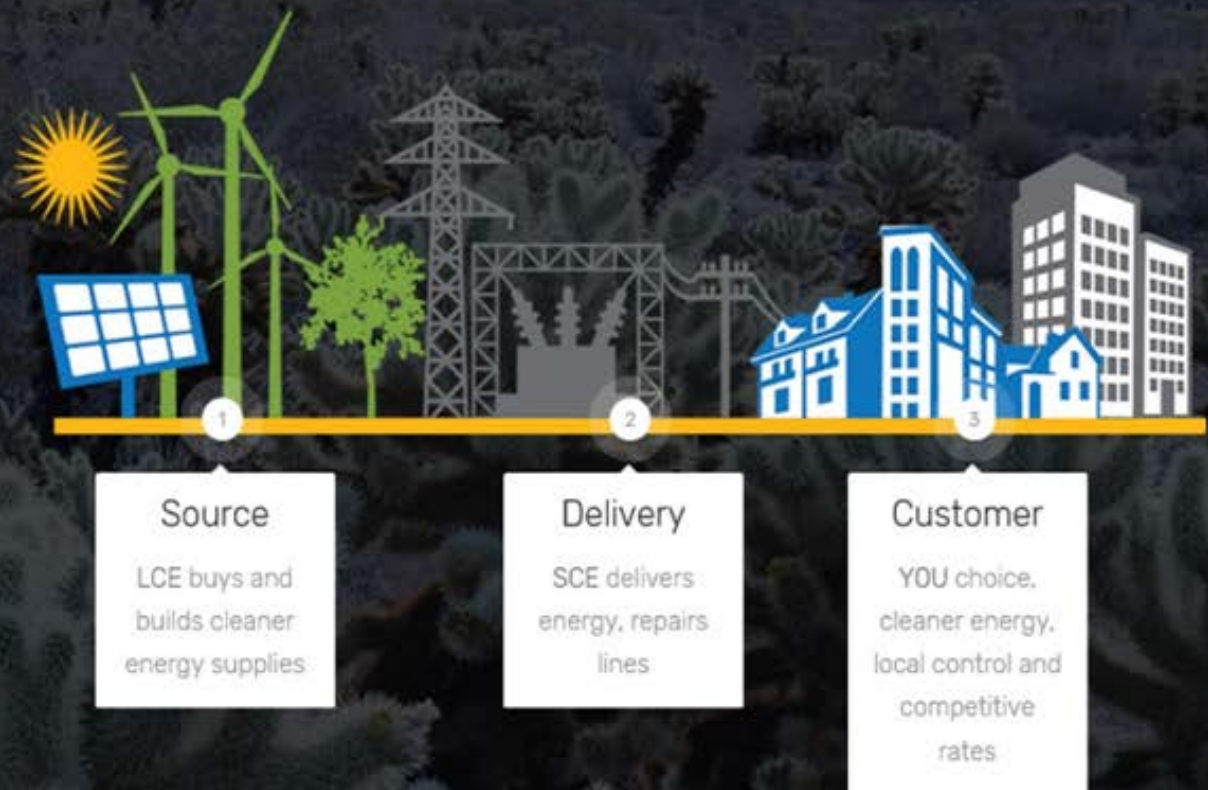 1
Source
LCE buys and
builds cleaner
energy supplies
2
Delivery
SCE delivers
energy, repairs
lines
3
Customer
YOU choice,
cleaner energy,
local control and
competitive
rates